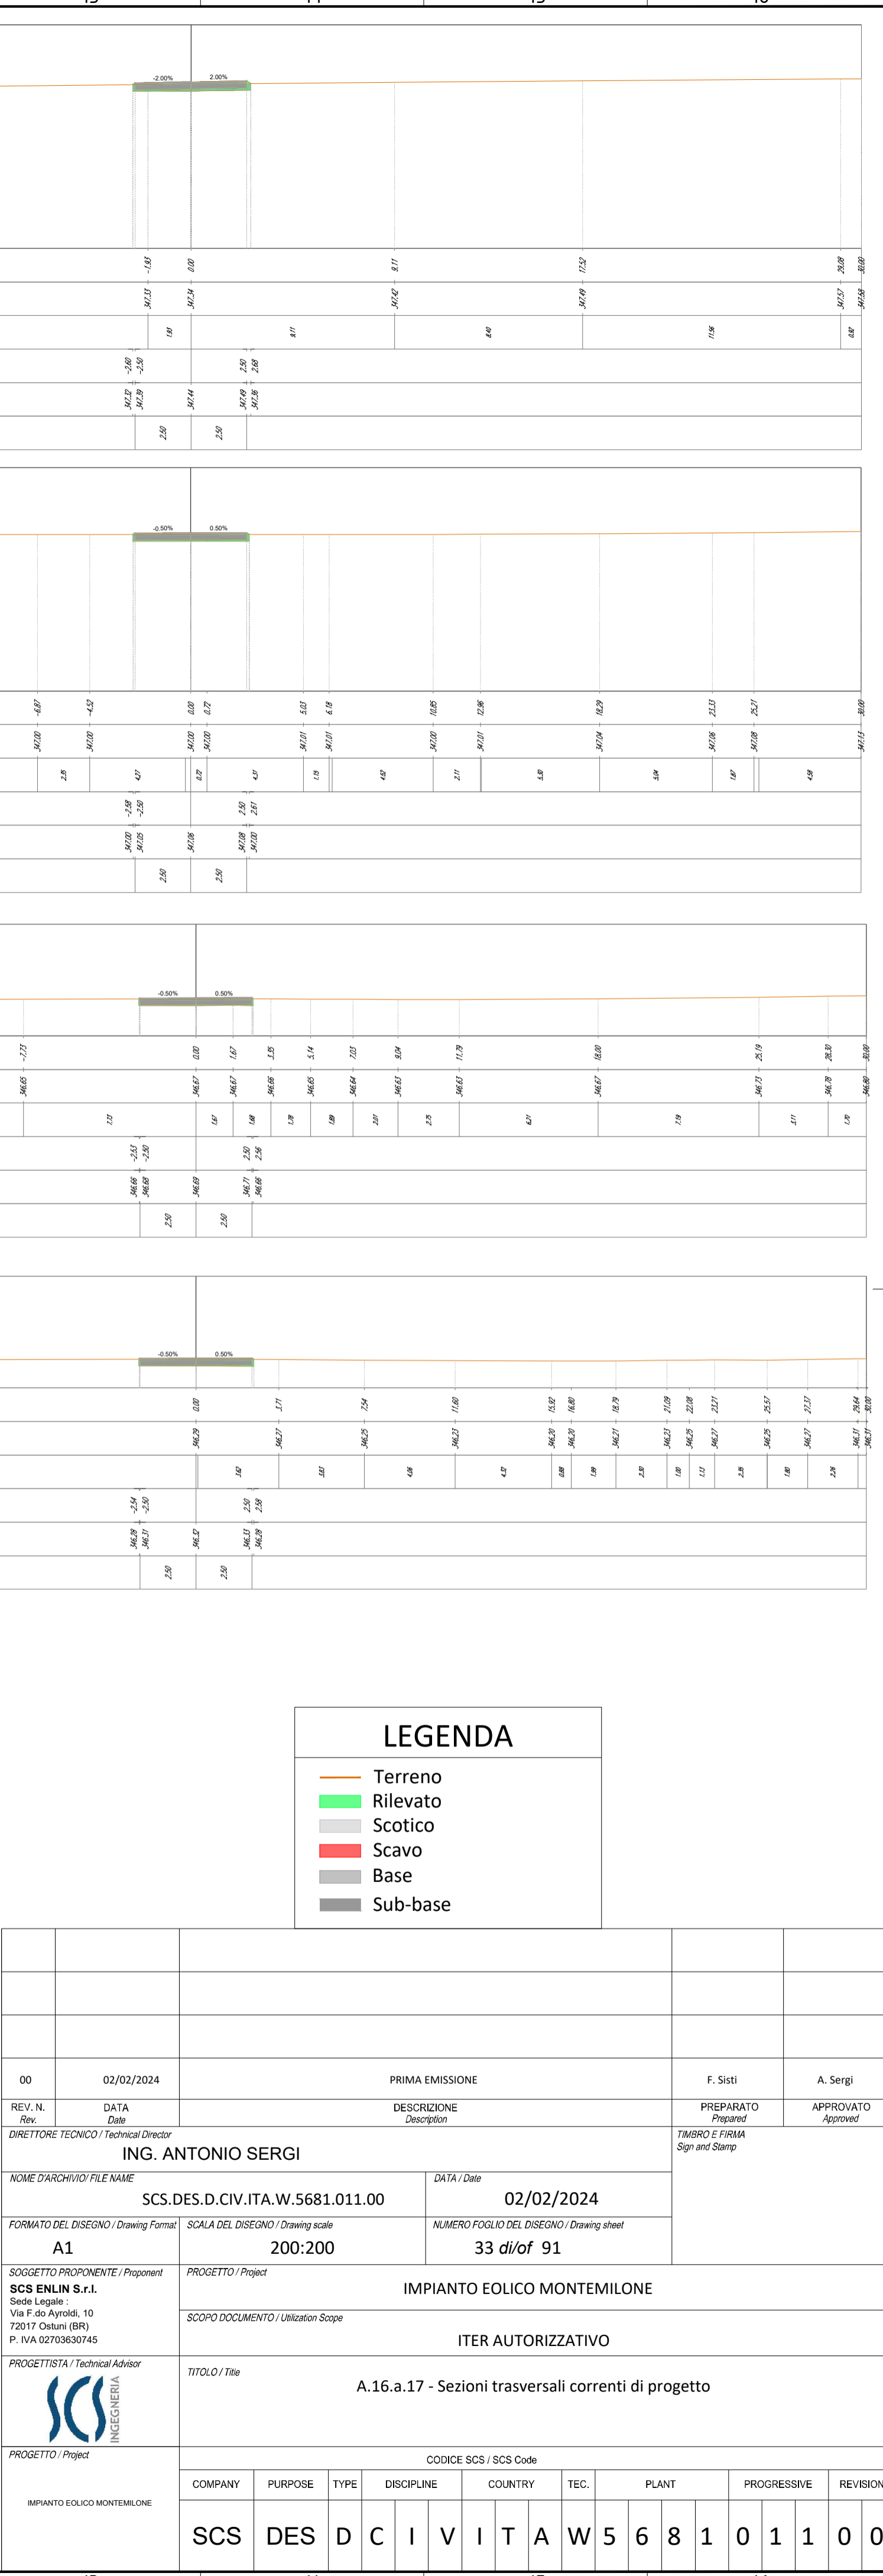 -2.00% 2.00%
-1.93 0.00 9.11 17.52 29.08 30.00
347.33 347.34 347.42 347.49 347.57 347.58
1.93 9.11 8.40 11.56 0.92
-2.60 -2.50 2.50 2.68
347.32 347.39 347.44 347.49 347.36
2.50 2.50
-0.50% 0.50%
-6.87 -4.52 0.00 0.72 5.03 6.18 10.85 12.96 18.29 23.33 25.21 30.00
347.00 347.00 347.00 347.00 347.01 347.01 347.00 347.01 347.04 347.06 347.08 347.13
2.35 4.27 0.72 4.31 1.15 4.62 2.11 5.30 5.04 1.67 4.58
-2.58 -2.50 2.50 2.61
347.00 347.05 347.06 347.08 347.00
2.50 2.50
-0.50% 0.50%
-7.73 0.00 1.67 3.35 5.14 7.03 9.04 11.79 18.00 25.19 28.30 30.00
346.65 346.67 346.67 346.66 346.65 346.64 346.63 346.63 346.67 346.73 346.78 346.80
7.73 1.67 1.68 1.78 1.89 2.01 2.75 6.21 7.19 3.11 1.70
-2.53 -2.50 2.50 2.56
346.66 346.68 346.69 346.71 346.66
2.50 2.50
-0.50% 0.50%
0.00 3.71 7.54 11.60 15.92 16.80 18.79 21.09 22.08 23.21 25.57 27.37 29.64 30.00
346.29 346.27 346.25 346.23 346.20 346.20 346.21 346.23 346.25 346.27 346.25 346.27 346.31 346.31
3.62 3.83 4.06 4.32 0.88 1.99 2.30 1.00 1.13 2.35 1.80 2.26
-2.54 -2.50 2.50 2.58
346.28 346.31 346.32 346.33 346.28
2.50 2.50
LEGENDA
Terreno
Rilevato
Scotico
Scavo
Base
Sub-base
00 02/02/2024 PRIMA EMISSIONE F. Sisti A. Sergi
REV. N. DATA DESCRIZIONE PREPARATO APPROVATO
Rev. Date Description Prepared Approved
DIRETTORE TECNICO / Technical Director
ING. ANTONIO SERGI
TIMBRO E FIRMA
Sign and Stamp
NOME D'ARCHIVIO/ FILE NAME DATA / Date
SCS.DES.D.CIV.ITA.W.5681.011.00 02/02/2024
FORMATO DEL DISEGNO / Drawing Format SCALA DEL DISEGNO / Drawing scale NUMERO FOGLIO DEL DISEGNO / Drawing sheet
A1 200:200 33 di/of 91
SOGGETTO PROPONENTE / Proponent
SCS ENLIN S.r.l.
Sede Legale :
Via F.do Ayroldi, 10
72017 Ostuni (BR)
P. IVA 02703630745
PROGETTO / Project
IMPIANTO EOLICO MONTEMILONE
SCOPO DOCUMENTO / Utilization Scope
ITER AUTORIZZATIVO
PROGETTISTA / Technical Advisor
SCS INGEGNERIA
TITOLO / Title
A.16.a.17 - Sezioni trasversali correnti di progetto
PROGETTO / Project
IMPIANTO EOLICO MONTEMILONE
CODICE SCS / SCS Code
COMPANY PURPOSE TYPE DISCIPLINE COUNTRY TEC. PLANT PROGRESSIVE REVISION
SCS DES D C I V I T A W 5 6 8 1 0 1 1 0 0